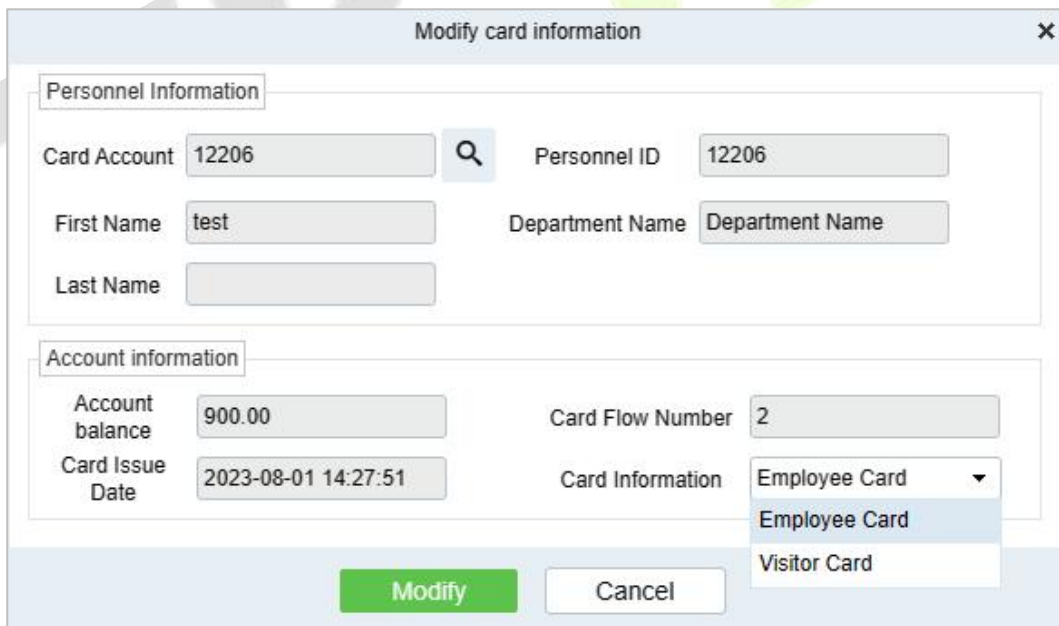 Modify card information
Personnel Information
Card Account 12206 Personnel ID 12206
First Name test Department Name Department Name
Last Name
Account information
Account balance 900.00 Card Flow Number 2
Card Issue Date 2023-08-01 14:27:51 Card Information Employee Card
Employee Card
Visitor Card
Modify Cancel